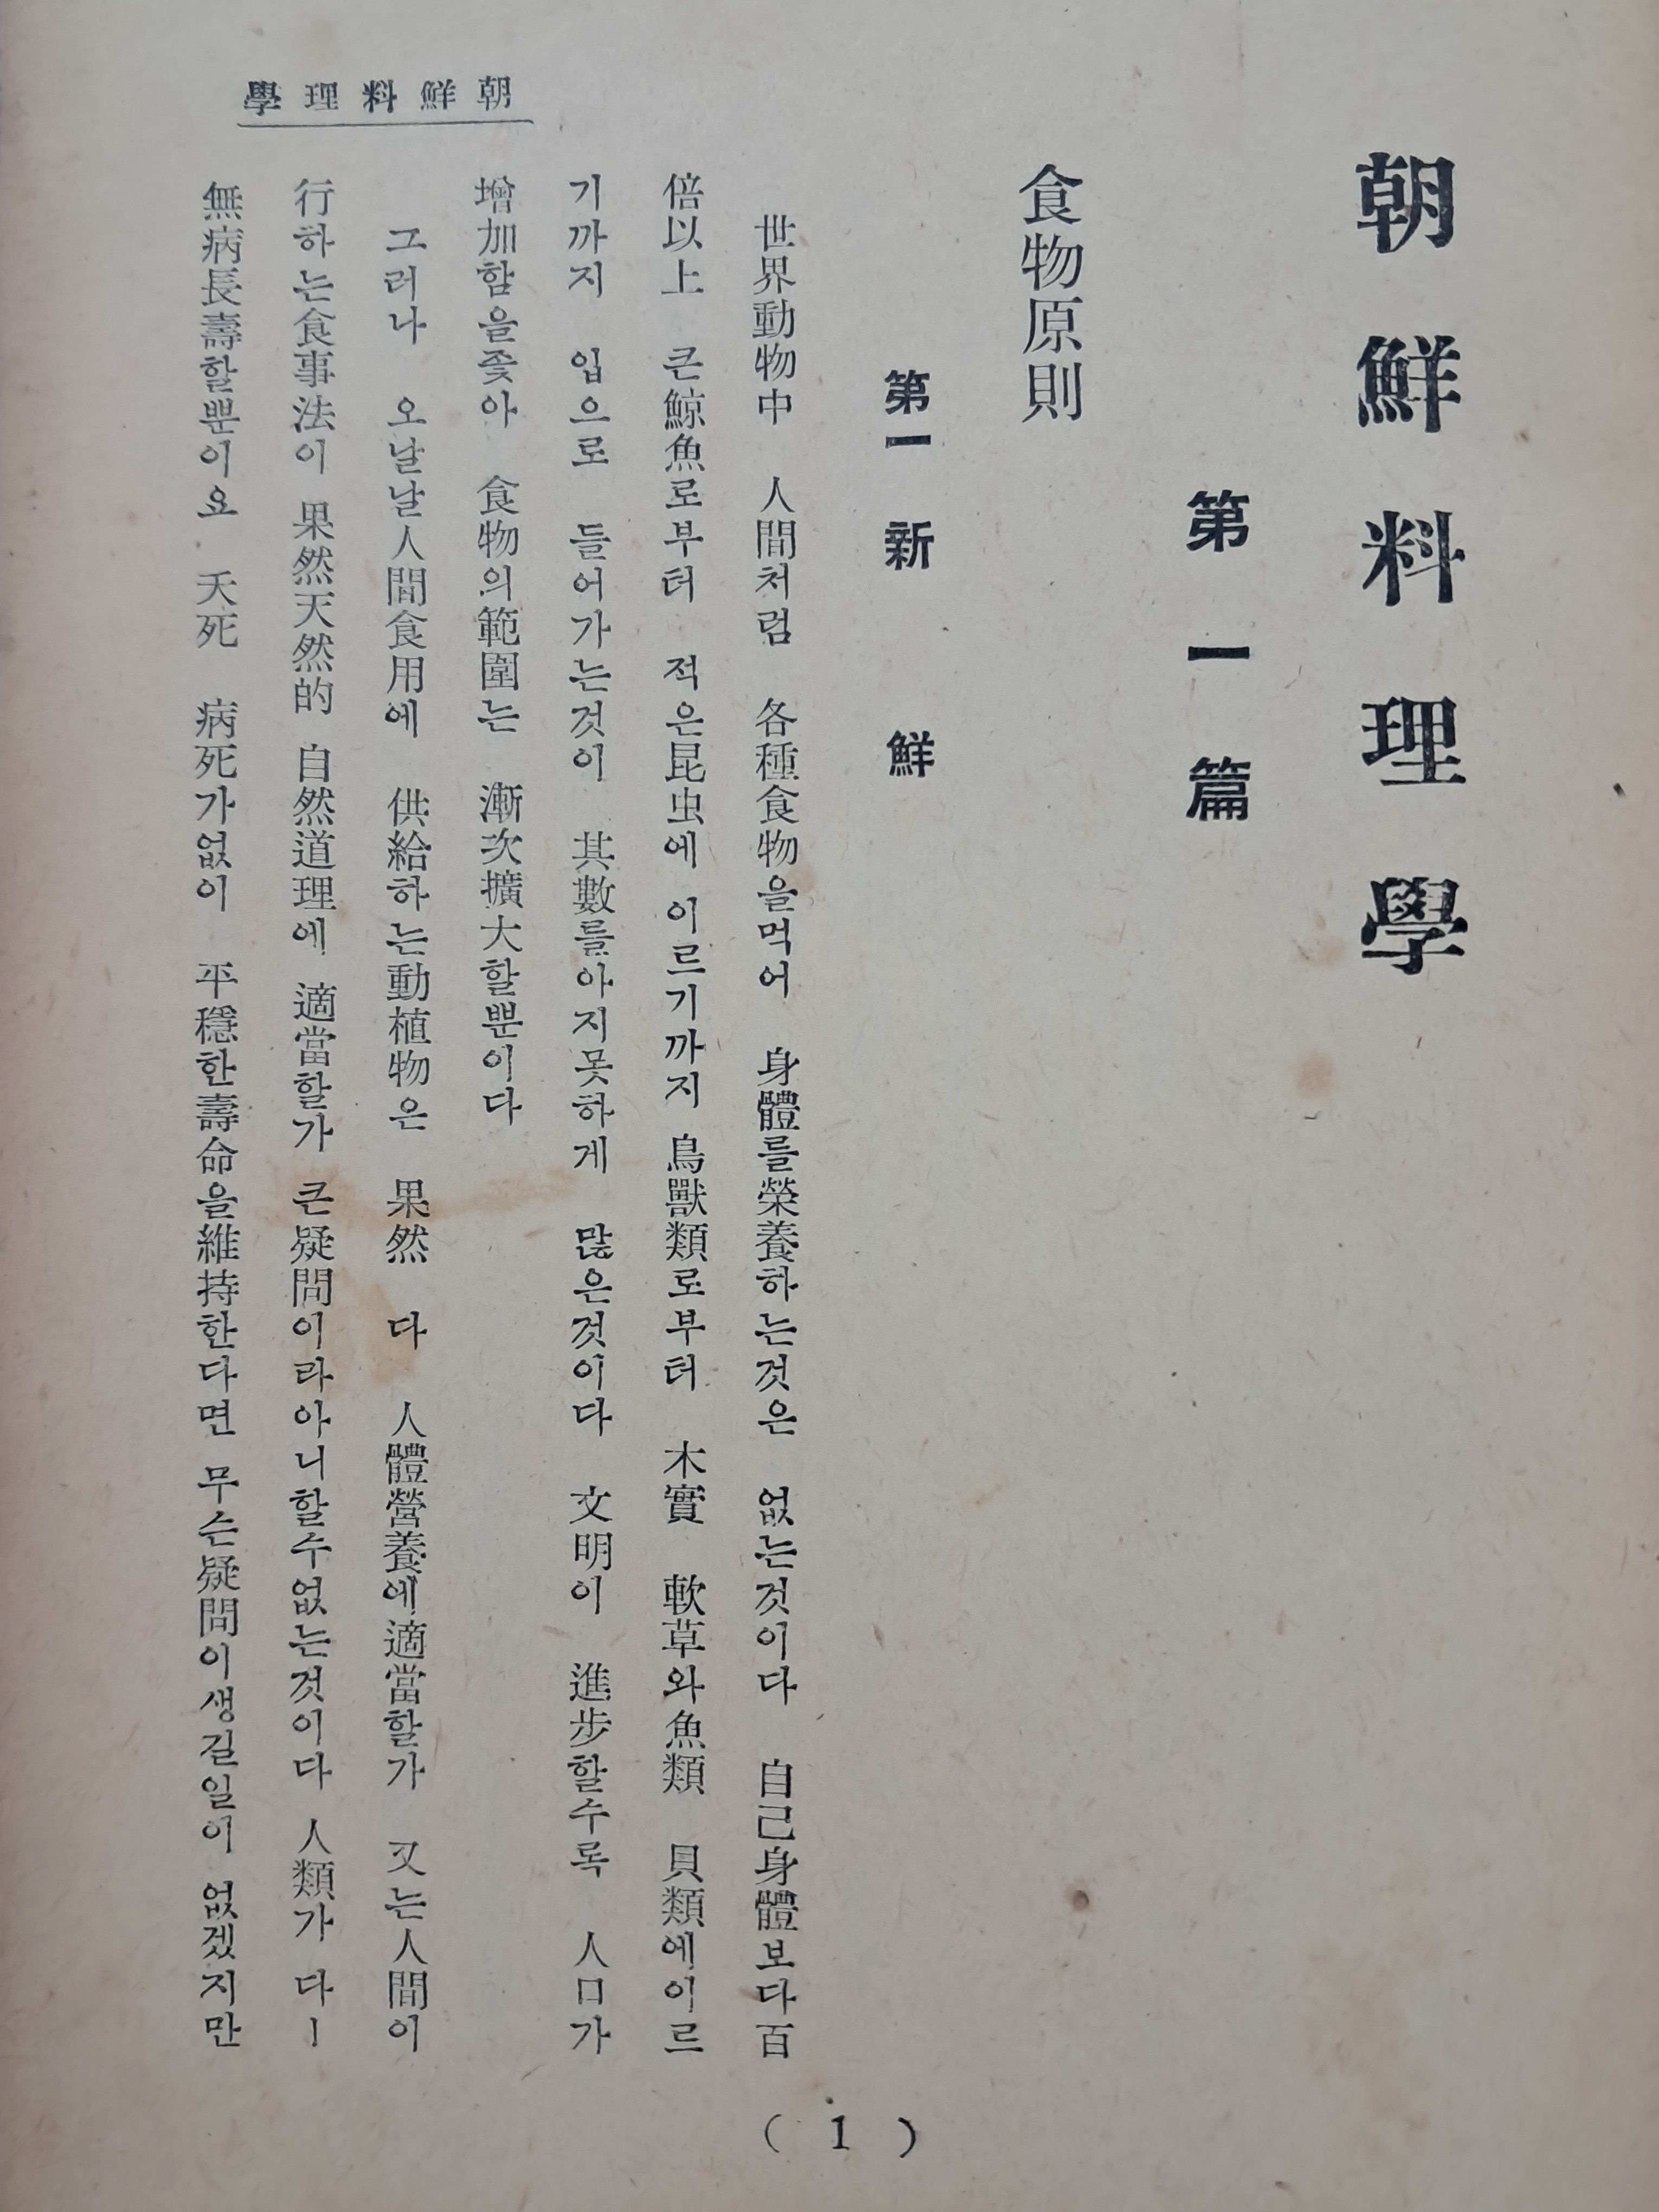 朝鮮料理學
朝鮮料理學
第一篇
食物原則
第一 新鮮
世界動物中 人間처럼 各種食物을먹어 身體를榮養하는것은 없는것이다 自己身體보다百
倍以上 큰鯨魚로부터 적은昆虫에 이르기까지 鳥獸類로부터 木實 軟草와魚類 貝類에이르
기까지 입으로 들어가는것이 其數를아지못하게 많은것이다 文明이 進步할수록 人口가
增加함을좇아 食物의範圍는 漸次擴大할뿐이다
그러나 오날날人間食用에 供給하는動植物은 果然 다 人體營養에適當할가 又는人間이
行하는食事法이 果然天然的 自然道理에 適當할가 큰疑問이라아니할수없는것이다 人類가 다ㅣ
無病長壽할뿐이요 天死 病死가없이 平穩한壽命을維持한다면 무슨疑問이생길일이 없겠지만
( 1 )